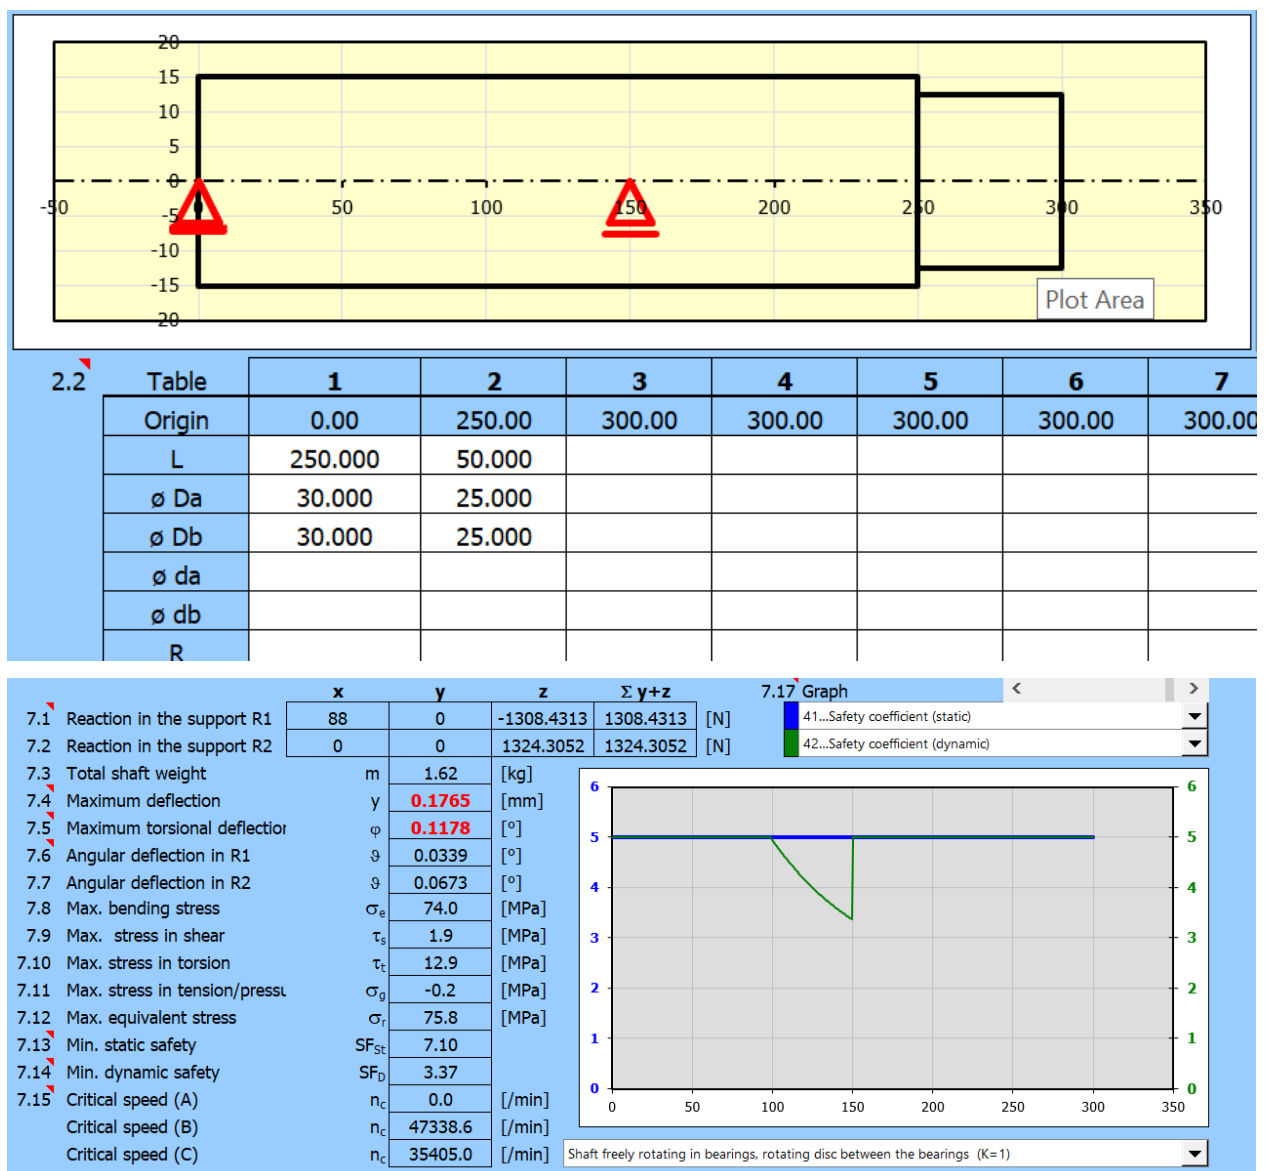 20
15
10
5
0
-50 0 50 100 150 200 250 300 350
-5
-10
-15
20
Plot Area
2.2 Table 1 2 3 4 5 6 7
Origin 0.00 250.00 300.00 300.00 300.00 300.00 300.00
L 250.000 50.000
ø Da 30.000 25.000
ø Db 30.000 25.000
ø da
ø db
R
x y z Σ y+z 7.17 Graph
7.1 Reaction in the support R1 88 0 -1308.4313 1308.4313 [N] 41...Safety coefficient (static)
7.2 Reaction in the support R2 0 0 1324.3052 1324.3052 [N] 42...Safety coefficient (dynamic)
7.3 Total shaft weight m 1.62 [kg]
7.4 Maximum deflection y 0.1765 [mm]
7.5 Maximum torsional deflection φ 0.1178 [°]
7.6 Angular deflection in R1 ϑ 0.0339 [°]
7.7 Angular deflection in R2 ϑ 0.0673 [°]
7.8 Max. bending stress σe 74.0 [MPa]
7.9 Max. stress in shear τs 1.9 [MPa]
7.10 Max. stress in torsion τt 12.9 [MPa]
7.11 Max. stress in tension/pressu σg -0.2 [MPa]
7.12 Max. equivalent stress σr 75.8 [MPa]
7.13 Min. static safety SFSt 7.10
7.14 Min. dynamic safety SFD 3.37
7.15 Critical speed (A) nc 0.0 [/min]
Critical speed (B) nc 47338.6 [/min]
Critical speed (C) nc 35405.0 [/min]
6 6
5 5
4 4
3 3
2 2
1 1
0 0
0 50 100 150 200 250 300 350
Shaft freely rotating in bearings, rotating disc between the bearings (K=1)